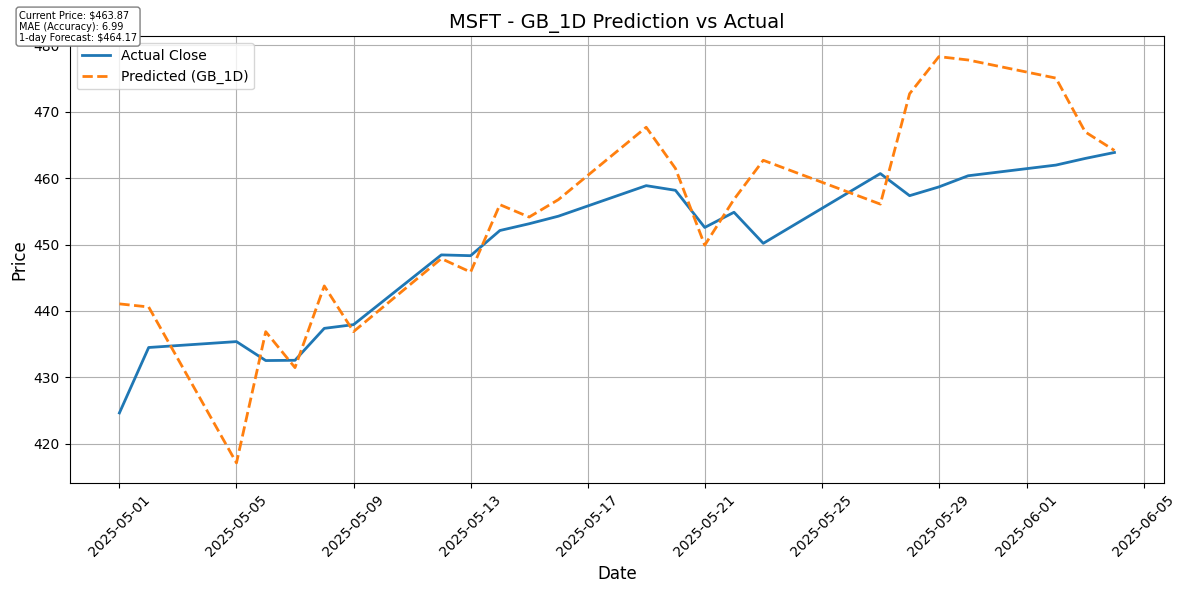 MSFT - GB_1D Prediction vs Actual
Current Price: $463.87
MAE (Accuracy): 6.99
1-day Forecast: $464.17
Actual Close
Predicted (GB_1D)
Price
480
470
460
450
440
430
420
2025-05-01
2025-05-05
2025-05-09
2025-05-13
2025-05-17
2025-05-21
2025-05-25
2025-05-29
2025-06-01
2025-06-05
Date